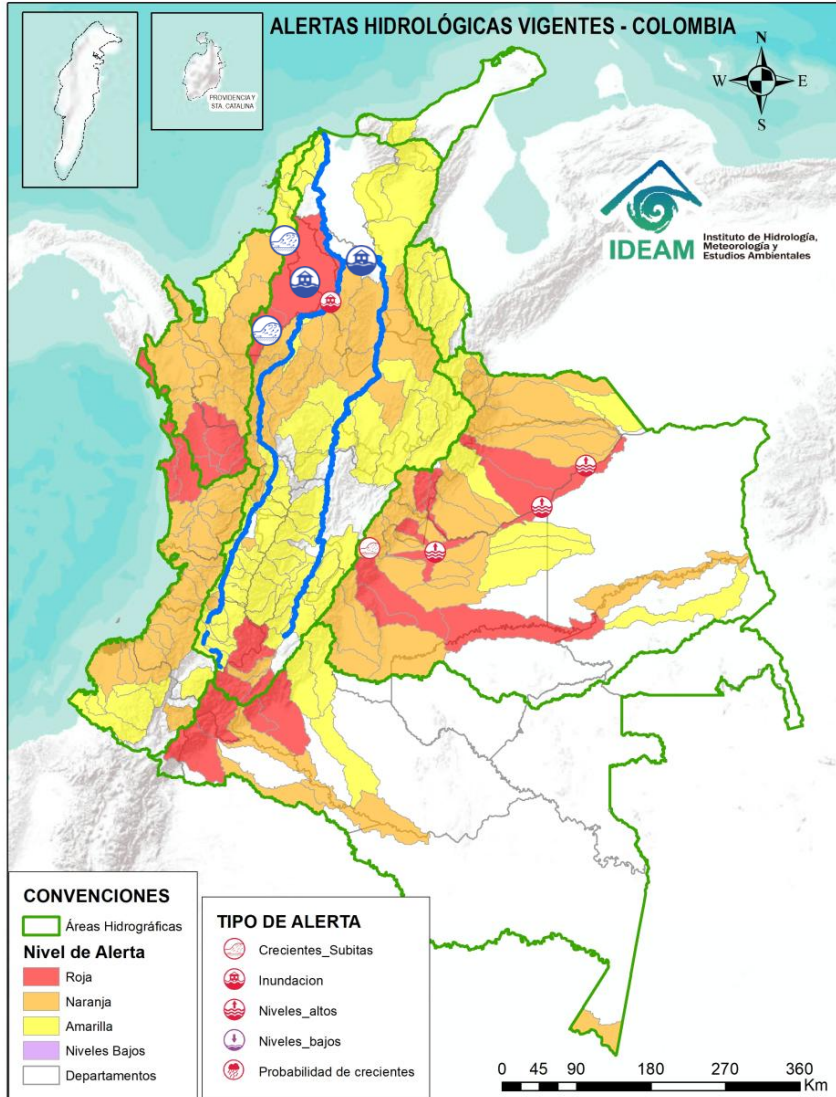 ALERTAS HIDROLÓGICAS VIGENTES - COLOMBIA
PROVIDENCIA Y
STA. CATALINA
N
W
E
S
IDEAM
Instituto de Hidrología,
Meteorología y
Estudios Ambientales
CONVENCIONES
Áreas Hidrográficas
Nivel de Alerta
Roja
Naranja
Amarilla
Niveles Bajos
Departamentos
TIPO DE ALERTA
Crecientes_Subitas
Inundacion
Niveles_altos
Niveles_bajos
Probabilidad de crecientes
0 45 90 180 270 360
Km